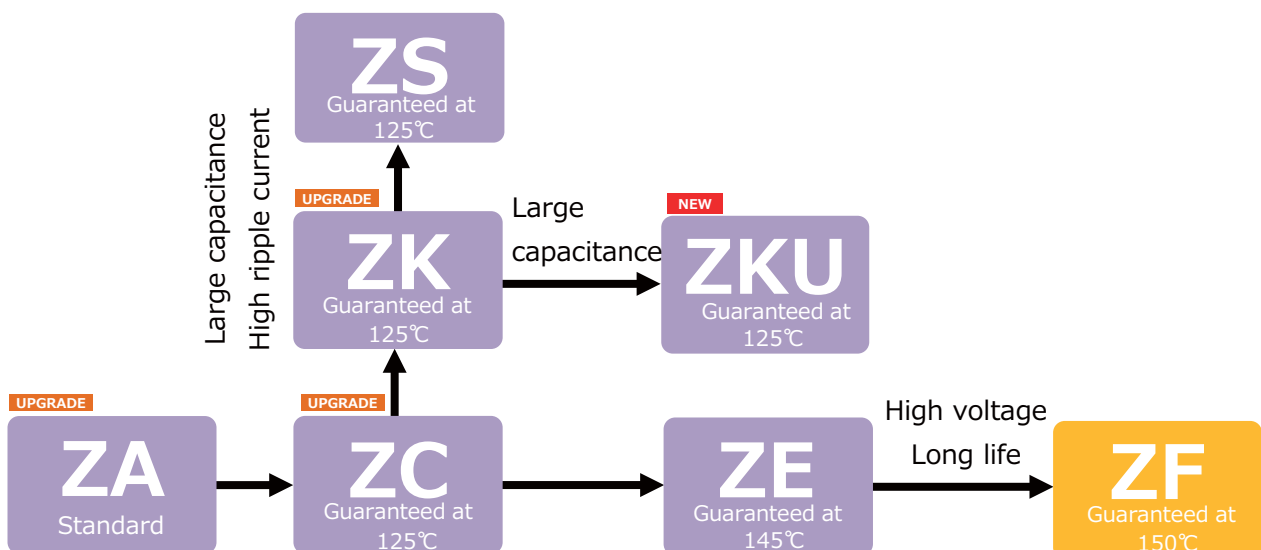 ZS
Guaranteed at
125℃
Large capacitance
High ripple current
UPGRADE
ZK
Guaranteed at
125℃
Large
capacitance
NEW
ZKU
Guaranteed at
125℃
UPGRADE
ZA
Standard
UPGRADE
ZC
Guaranteed at
125℃
ZE
Guaranteed at
145℃
High voltage
Long life
ZF
Guaranteed at
150℃